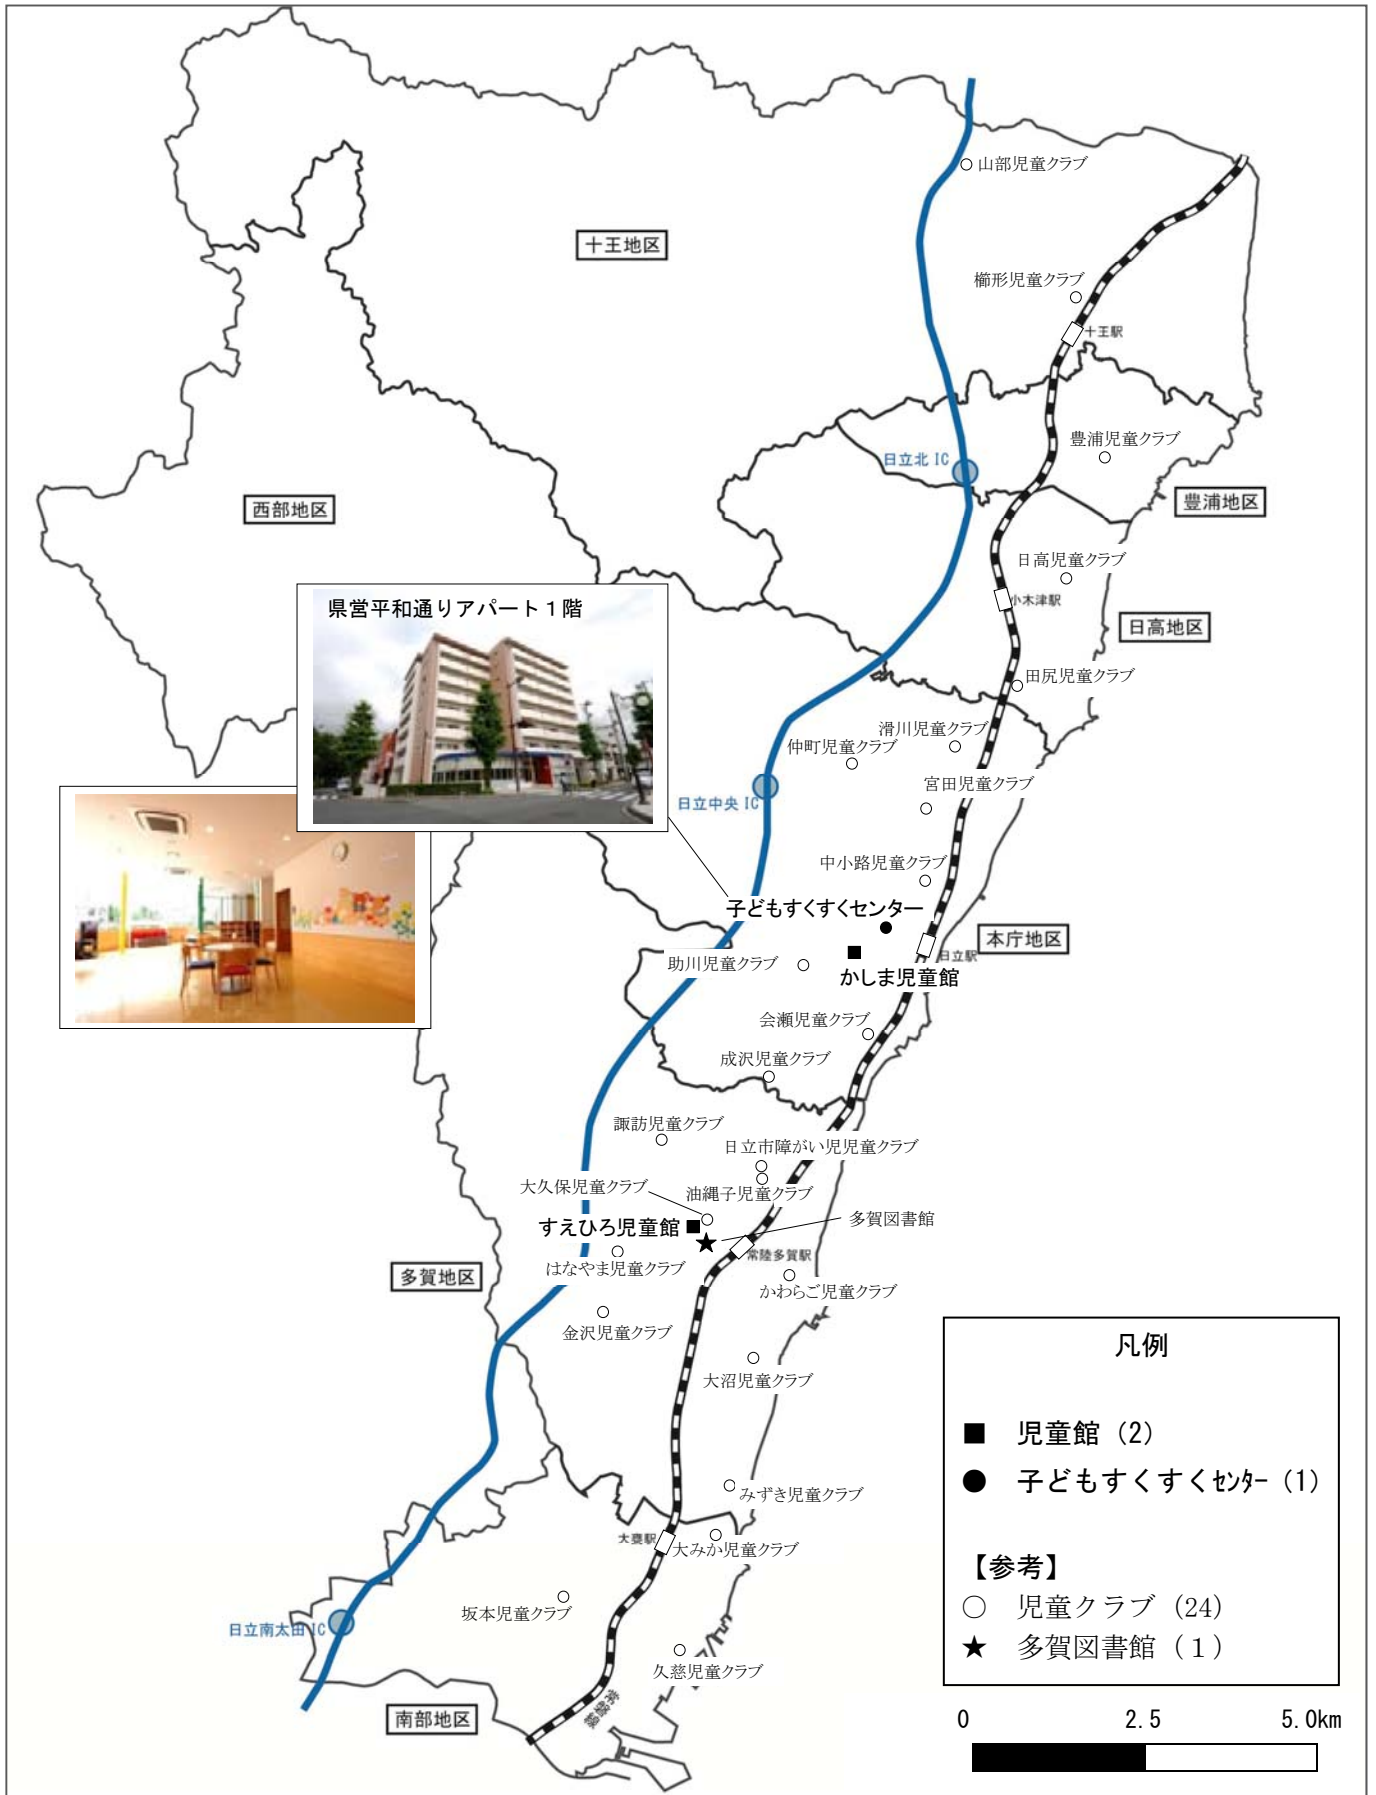 山部児童クラブ
十王地区
櫛形児童クラブ
十王駅
豊浦児童クラブ
日立北 IC
豊浦地区
西部地区
日高児童クラブ
小木津駅
県営平和通りアパート１階
日高地区
田尻児童クラブ
滑川児童クラブ
仲町児童クラブ
宮田児童クラブ
日立中央 IC
中小路児童クラブ
子どもすくすくセンター
本庁地区
日立駅
助川児童クラブ
かしま児童館
会瀬児童クラブ
成沢児童クラブ
諏訪児童クラブ
日立市障がい児児童クラブ
大久保児童クラブ
油縄子児童クラブ
多賀図書館
すえひろ児童館
常陸多賀駅
はなやま児童クラブ
多賀地区
かわらご児童クラブ
金沢児童クラブ
大沼児童クラブ
みずき児童クラブ
大甕駅
大みか児童クラブ
坂本児童クラブ
日立南太田 IC
久慈児童クラブ
常磐線
南部地区
凡例
■ 児童館（2）
● 子どもすくすくｾﾝﾀｰ（1）
【参考】
○ 児童クラブ（24）
★ 多賀図書館（１）
0 2.5 5.0km